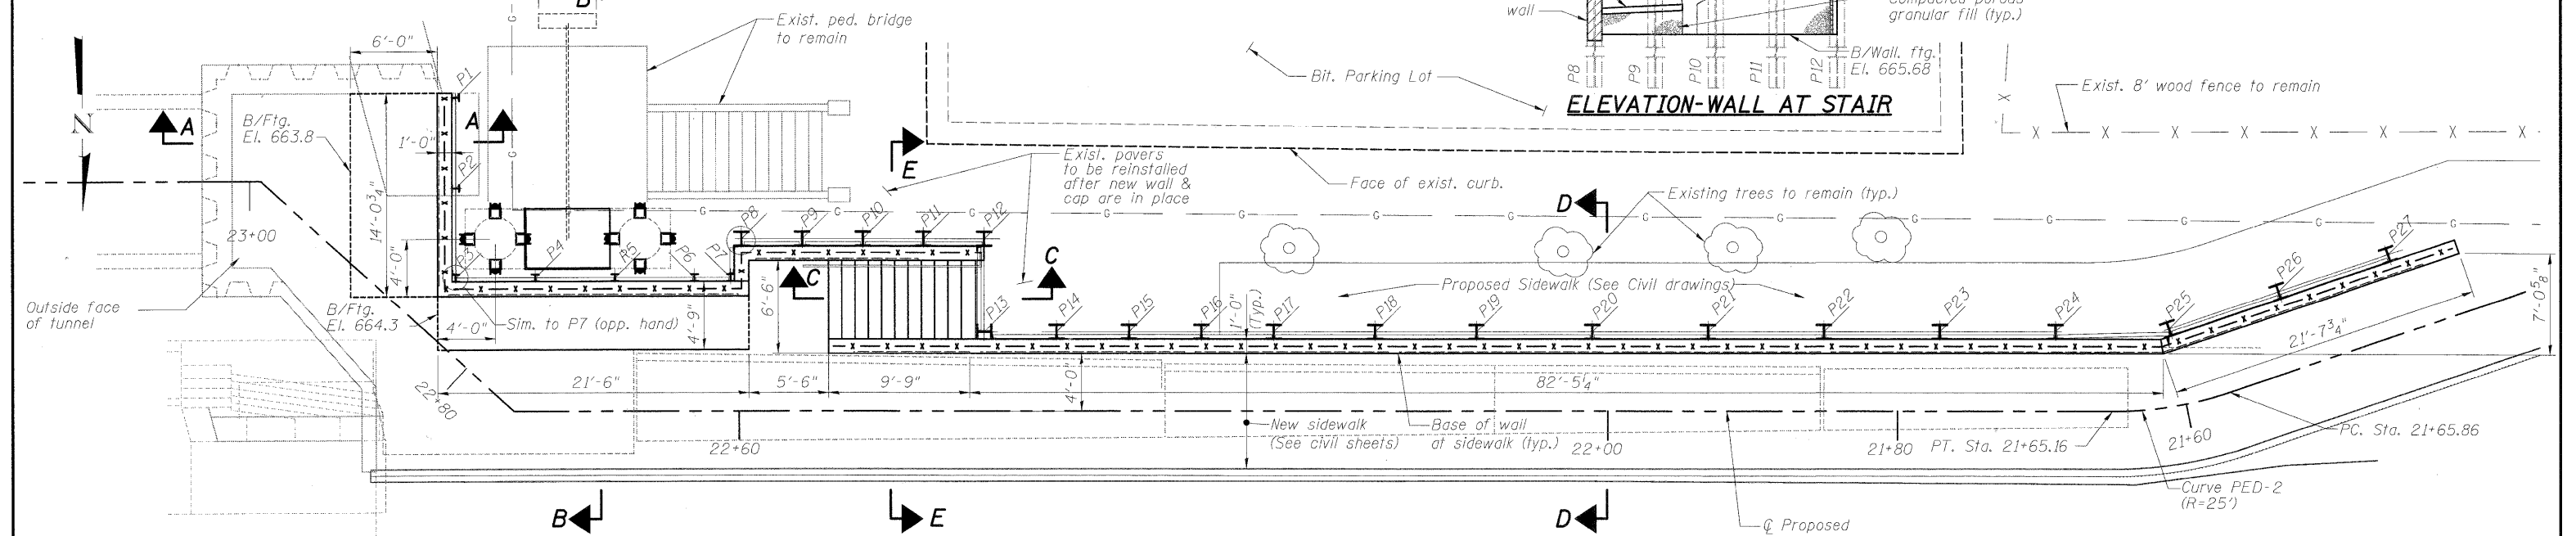 B
G
Exist. ped. bridge
to remain
6'-0"
P1
N
A
A
B/Ftg.
El. 663.8
1'-0"
P2
14'-0¾"
23+00
4'-0"
Outside face
of tunnel
B/Ftg.
El. 664.3
P3
P4
P5
P6
P7
P8
P9
P10
P11
P12
4'-0"
Sim. to P7 (opp. hand)
4'-9"
6'-6"
22+80
21'-6"
5'-6"
9'-9"
22+60
B
E
E
C
C
Exist. pavers
to be reinstalled
after new wall &
cap are in place
G
G
G
G
G
G
G
G
Bit. Parking Lot
wall
granular fill (typ.)
B/Wall. ftg.
El. 665.68
P8
P9
P10
P11
P12
ELEVATION-WALL AT STAIR
Exist. 8' wood fence to remain
X X X X X X X X
Face of exist. curb.
D
Existing trees to remain (typ.)
Proposed Sidewalk (See Civil drawings)
1'-0"
(Typ.)
P13
P14
P15
P16
P17
P18
P19
P20
P21
P22
P23
P24
P25
P26
P27
21'-7¾"
7'-0⅝"
4'-0"
82'-5¼"
New sidewalk
(See civil sheets)
Base of wall
at sidewalk (typ.)
22+00
21+80
PT. Sta. 21+65.16
21+60
PC. Sta. 21+65.86
Curve PED-2
(R=25')
D
℄ Proposed